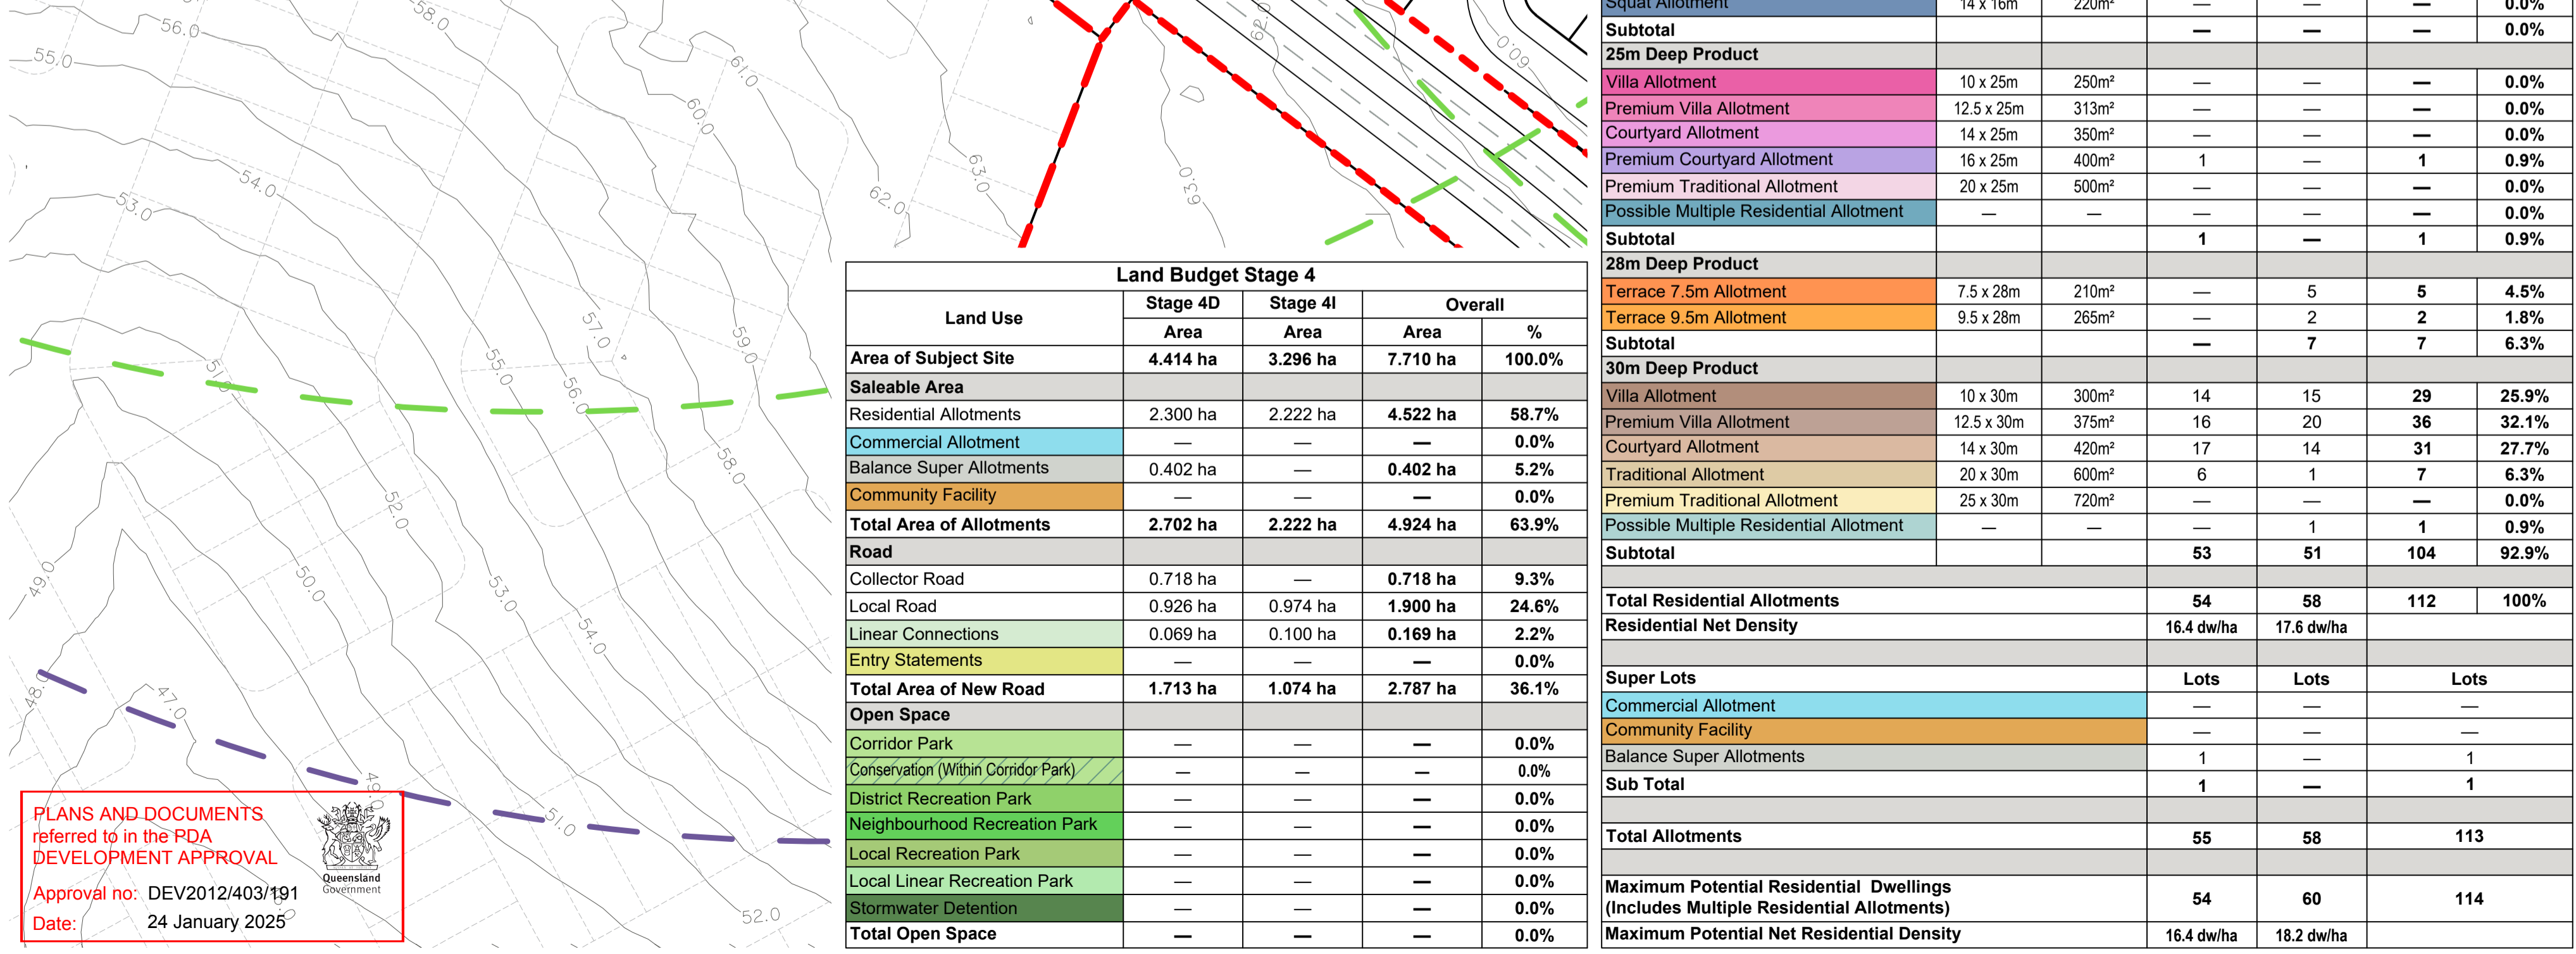 58.0
56.0
55.0
61.0
60.0
54.0
53.0
62.0
63.0
63.0
62.0
60.0
57.0
59.0
55.0
56.0
51.0
58.0
52.0
49.0
50.0
53.0
54.0
48.0
47.0
49.0
51.0
52.0
PLANS AND DOCUMENTS
referred to in the PDA
DEVELOPMENT APPROVAL
Queensland
Government
Approval no: DEV2012/403/191
Date: 24 January 2025
Land Budget Stage 4
Land Use Stage 4D Stage 4I Overall
Area Area Area %
Area of Subject Site 4.414 ha 3.296 ha 7.710 ha 100.0%
Saleable Area
Residential Allotments 2.300 ha 2.222 ha 4.522 ha 58.7%
Commercial Allotment — — — 0.0%
Balance Super Allotments 0.402 ha — 0.402 ha 5.2%
Community Facility — — — 0.0%
Total Area of Allotments 2.702 ha 2.222 ha 4.924 ha 63.9%
Road
Collector Road 0.718 ha — 0.718 ha 9.3%
Local Road 0.926 ha 0.974 ha 1.900 ha 24.6%
Linear Connections 0.069 ha 0.100 ha 0.169 ha 2.2%
Entry Statements — — — 0.0%
Total Area of New Road 1.713 ha 1.074 ha 2.787 ha 36.1%
Open Space
Corridor Park — — — 0.0%
Conservation (Within Corridor Park) — — — 0.0%
District Recreation Park — — — 0.0%
Neighbourhood Recreation Park — — — 0.0%
Local Recreation Park — — — 0.0%
Local Linear Recreation Park — — — 0.0%
Stormwater Detention — — — 0.0%
Total Open Space — — — 0.0%
Squat Allotment 14 x 16m 220m² — — — 0.0%
Subtotal — — — 0.0%
25m Deep Product
Villa Allotment 10 x 25m 250m² — — — 0.0%
Premium Villa Allotment 12.5 x 25m 313m² — — — 0.0%
Courtyard Allotment 14 x 25m 350m² — — — 0.0%
Premium Courtyard Allotment 16 x 25m 400m² 1 — 1 0.9%
Premium Traditional Allotment 20 x 25m 500m² — — — 0.0%
Possible Multiple Residential Allotment — — — — — 0.0%
Subtotal 1 — 1 0.9%
28m Deep Product
Terrace 7.5m Allotment 7.5 x 28m 210m² — 5 5 4.5%
Terrace 9.5m Allotment 9.5 x 28m 265m² — 2 2 1.8%
Subtotal — 7 7 6.3%
30m Deep Product
Villa Allotment 10 x 30m 300m² 14 15 29 25.9%
Premium Villa Allotment 12.5 x 30m 375m² 16 20 36 32.1%
Courtyard Allotment 14 x 30m 420m² 17 14 31 27.7%
Traditional Allotment 20 x 30m 600m² 6 1 7 6.3%
Premium Traditional Allotment 25 x 30m 720m² — — — 0.0%
Possible Multiple Residential Allotment — — — 1 1 0.9%
Subtotal 53 51 104 92.9%
Total Residential Allotments 54 58 112 100%
Residential Net Density 16.4 dw/ha 17.6 dw/ha
Super Lots Lots Lots Lots
Commercial Allotment — — —
Community Facility — — —
Balance Super Allotments 1 — 1
Sub Total 1 — 1
Total Allotments 55 58 113
Maximum Potential Residential Dwellings
(Includes Multiple Residential Allotments) 54 60 114
Maximum Potential Net Residential Density 16.4 dw/ha 18.2 dw/ha